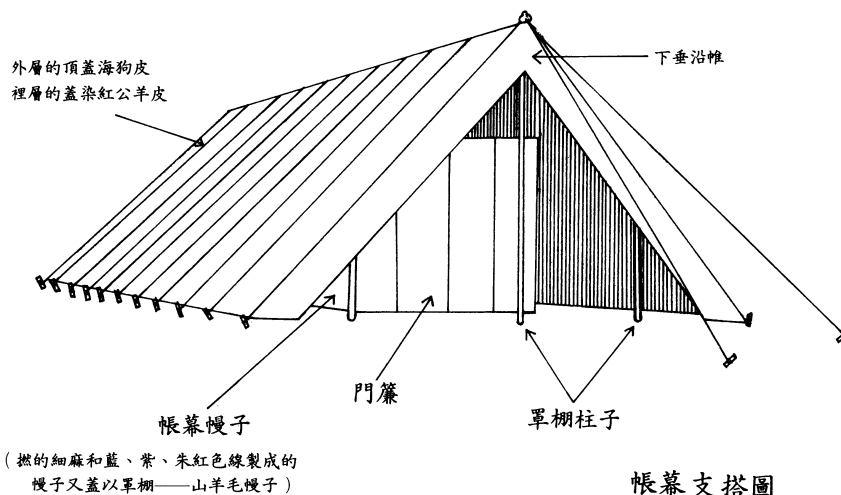 外層的頂蓋海狗皮
裡層的蓋染紅公羊皮
下垂沿帷
門簾
帳幕幔子
罩棚柱子
（撚的細麻和藍、紫、朱紅色線製成的
幔子又蓋以罩棚——山羊毛幔子）
帳幕支搭圖